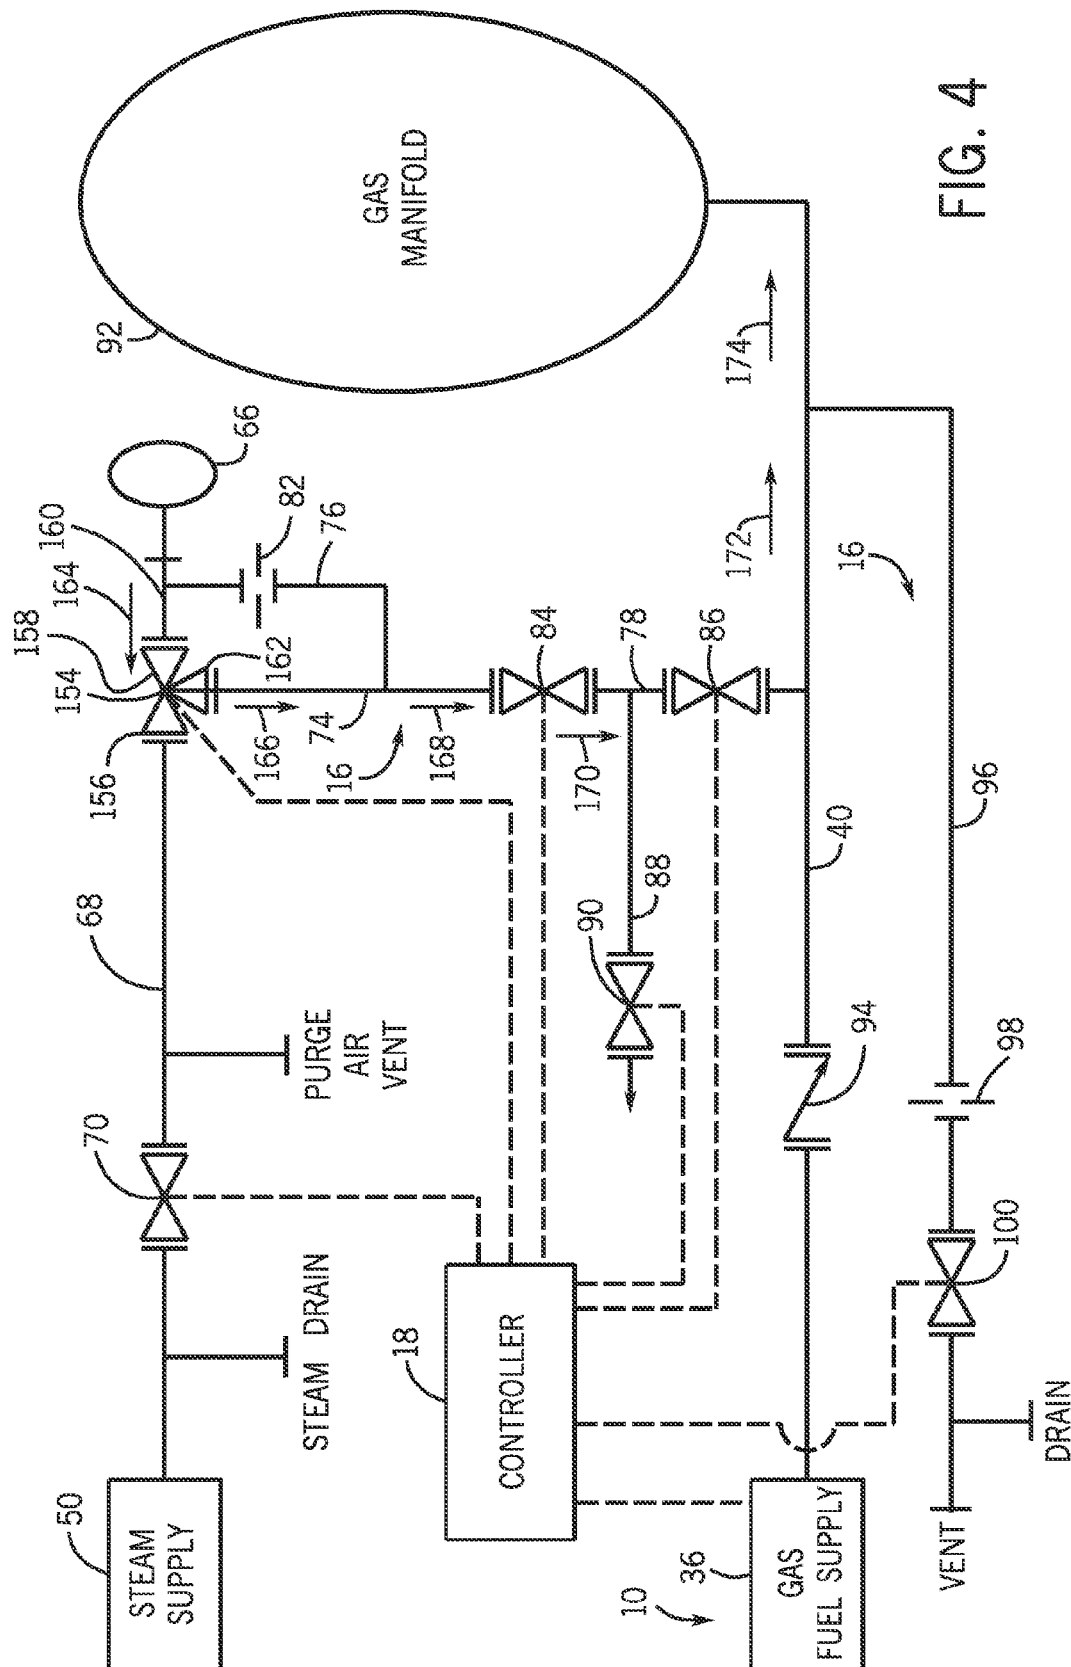 50
STEAM
SUPPLY
STEAM DRAIN
70
PURGE
AIR
VENT
68
156
154
158
164
160
162
66
82
76
166
74
16
168
84
170
78
86
88
90
18
CONTROLLER
92
GAS
MANIFOLD
172
174
16
40
94
96
98
100
10
36
GAS
FUEL SUPPLY
VENT
DRAIN
FIG. 4